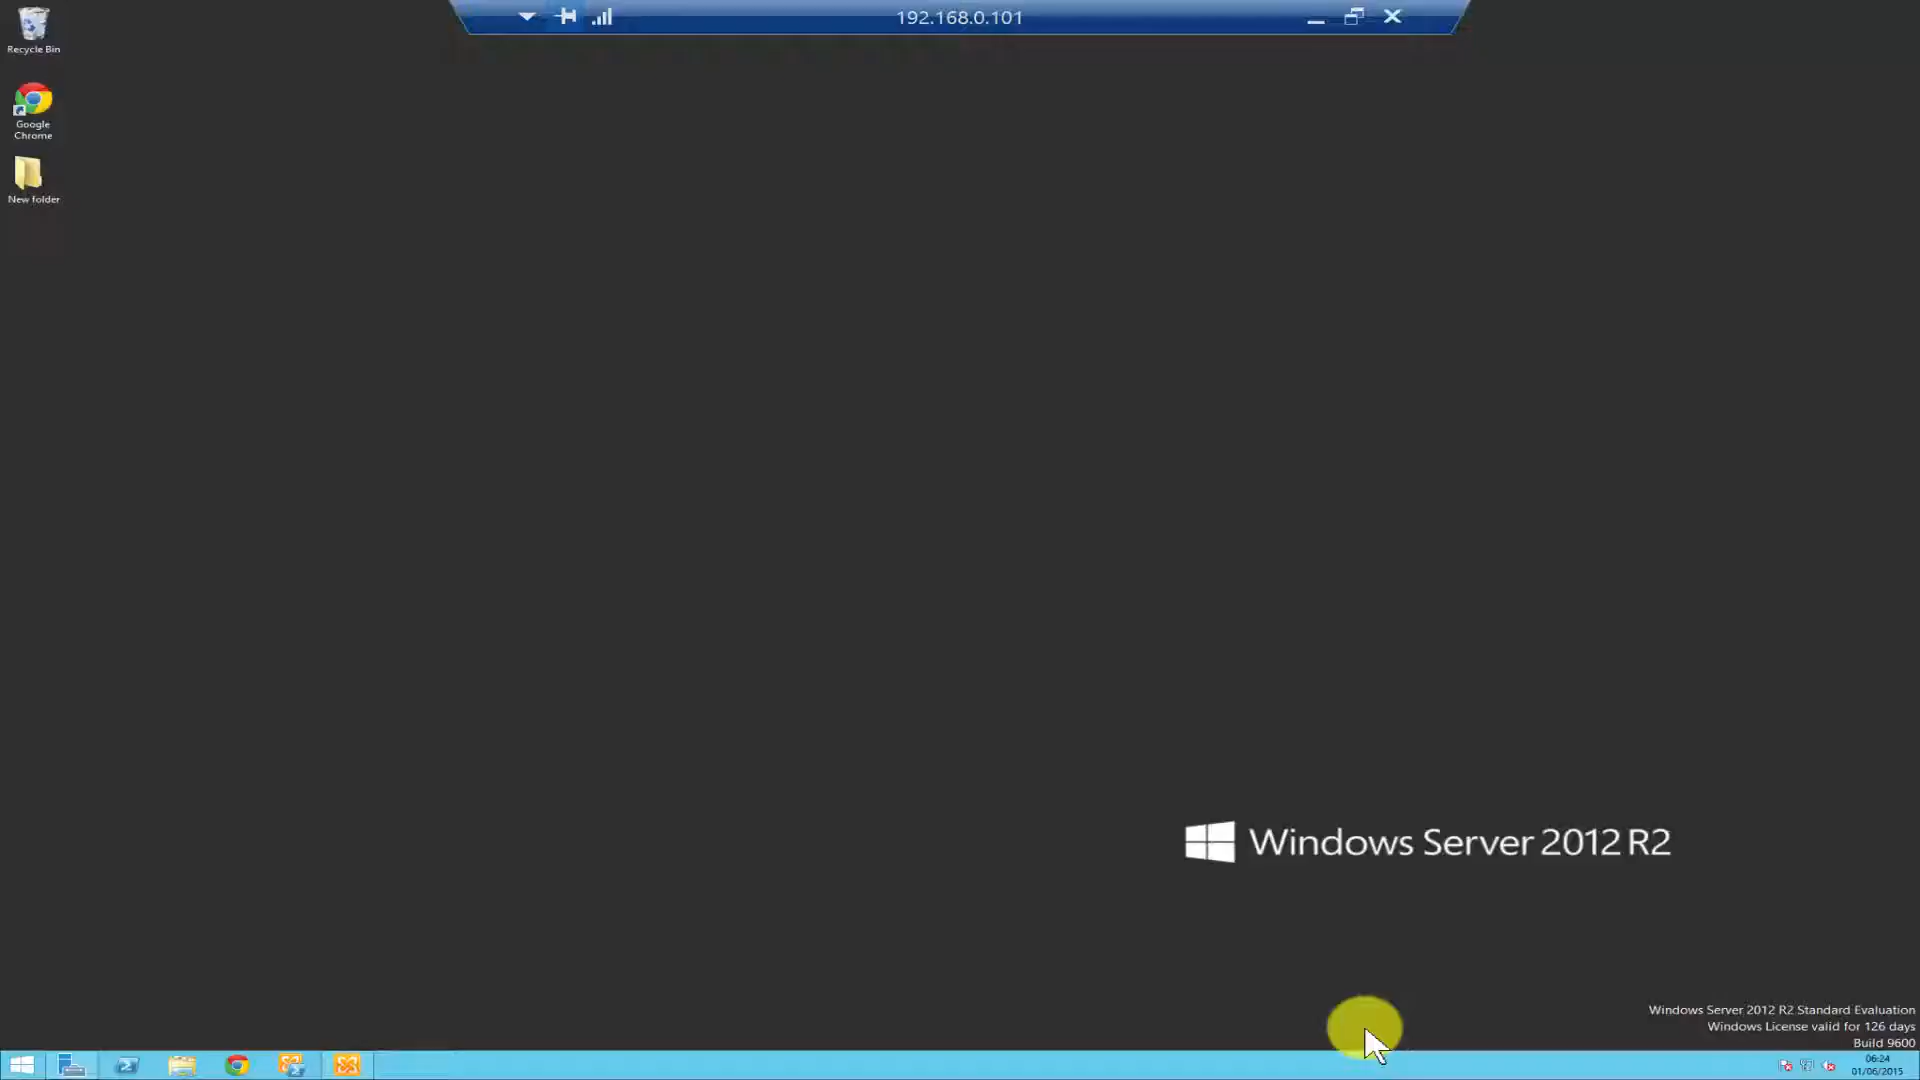 192.168.0.101
Recycle Bin
Google
Chrome
New folder
Windows Server 2012 R2
Windows Server 2012 R2 Standard Evaluation
Windows License valid for 126 days
Build 9600
06:24
01/06/2015